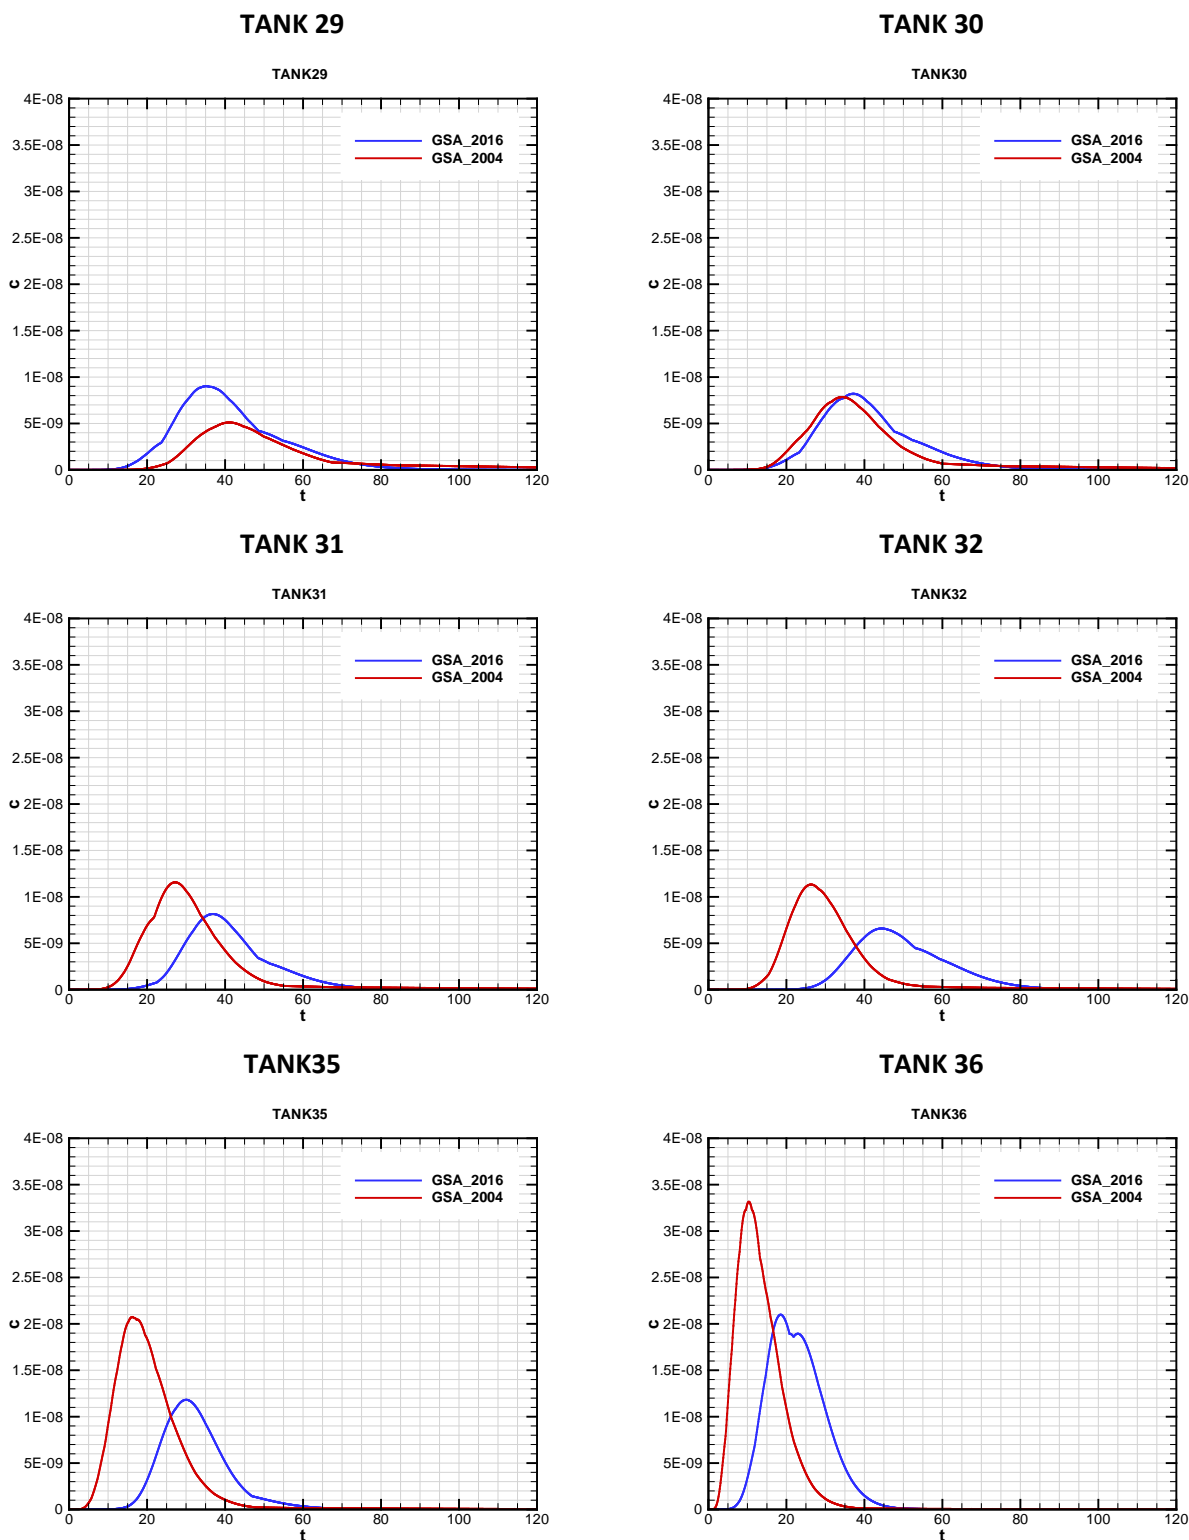 TANK 29
TANK 30
TANK29
4E-08
3.5E-08
3E-08
2.5E-08
c
2E-08
1.5E-08
1E-08
5E-09
0
0 20 40 60 80 100 120
t
GSA_2016
GSA_2004
TANK30
4E-08
3.5E-08
3E-08
2.5E-08
c
2E-08
1.5E-08
1E-08
5E-09
0
0 20 40 60 80 100 120
t
GSA_2016
GSA_2004
TANK 31
TANK 32
TANK31
4E-08
3.5E-08
3E-08
2.5E-08
c
2E-08
1.5E-08
1E-08
5E-09
0
0 20 40 60 80 100 120
t
GSA_2016
GSA_2004
TANK32
4E-08
3.5E-08
3E-08
2.5E-08
c
2E-08
1.5E-08
1E-08
5E-09
0
0 20 40 60 80 100 120
t
GSA_2016
GSA_2004
TANK35
TANK 36
TANK35
4E-08
3.5E-08
3E-08
2.5E-08
c
2E-08
1.5E-08
1E-08
5E-09
0
0 20 40 60 80 100 120
t
GSA_2016
GSA_2004
TANK36
4E-08
3.5E-08
3E-08
2.5E-08
c
2E-08
1.5E-08
1E-08
5E-09
0
0 20 40 60 80 100 120
t
GSA_2016
GSA_2004